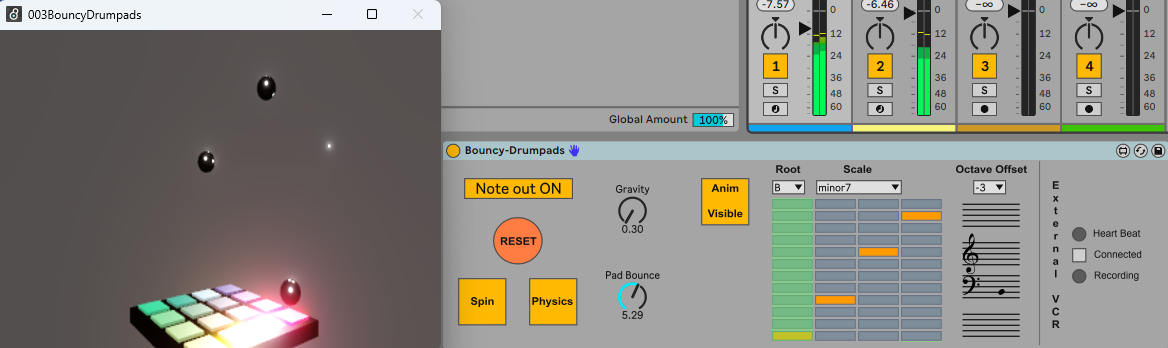 003BouncyDrumpads
-7.57
-6.46
-∞
-∞
0
0
0
0
12
12
12
12
24
24
24
24
1
2
3
4
36
36
36
36
S
S
S
S
48
48
48
48
60
60
60
60
Global Amount 100%
Bouncy-Drumpads
Root
Scale
Octave Offset
Note out ON
Gravity
0.30
Anim
Visible
B
minor7
-3
RESET
Pad Bounce
5.29
Spin
Physics
External VCR
Heart Beat
Connected
Recording